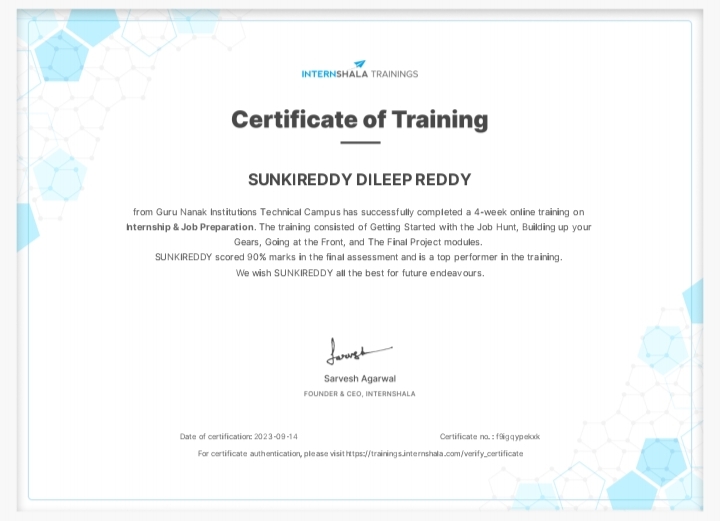 INTERNSHALA TRAININGS
Certificate of Training
SUNKIREDDY DILEEP REDDY
from Guru Nanak Institutions Technical Campus has successfully completed a 4-week online training on
Internship & Job Preparation. The training consisted of Getting Started with the Job Hunt, Building up your
Gears, Going at the Front, and The Final Project modules.
SUNKIREDDY scored 90% marks in the final assessment and is a top performer in the training.
We wish SUNKIREDDY all the best for future endeavours.
Sarvesh
Sarvesh Agarwal
FOUNDER & CEO, INTERNSHALA
Date of certification: 2023-09-14
Certificate no. : f9igqypekxk
For certificate authentication, please visit https://trainings.internshala.com/verify_certificate